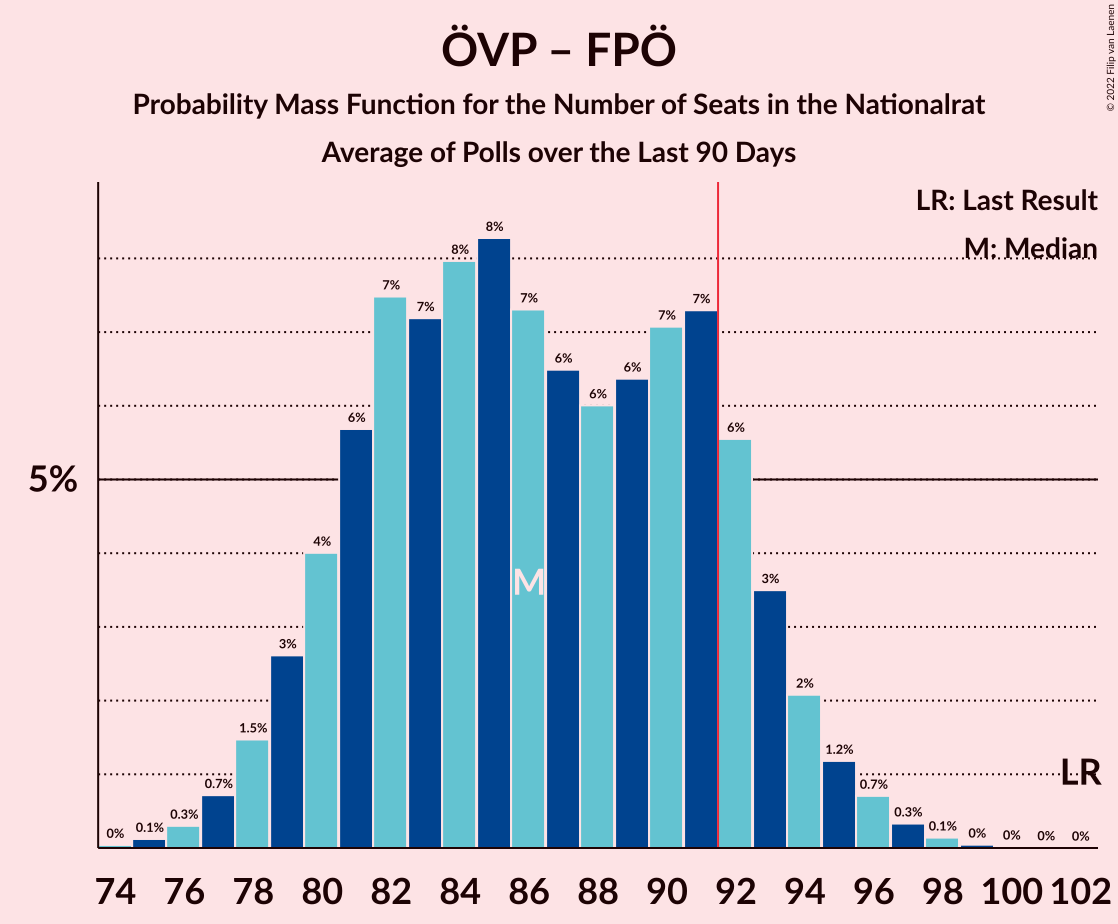 ÖVP – FPÖ
Probability Mass Function for the Number of Seats in the Nationalrat
Average of Polls over the Last 90 Days
© 2022 Filip van Laenen
LR: Last Result
M: Median
5%
0% 0.1% 0.3% 0.7% 1.5% 3% 4% 6% 7% 7% 8% 8% 7% 6% 6% 6% 7% 7% 6% 3% 2% 1.2% 0.7% 0.3% 0.1% 0% 0% 0% 0%
M
LR
74 76 78 80 82 84 86 88 90 92 94 96 98 100 102